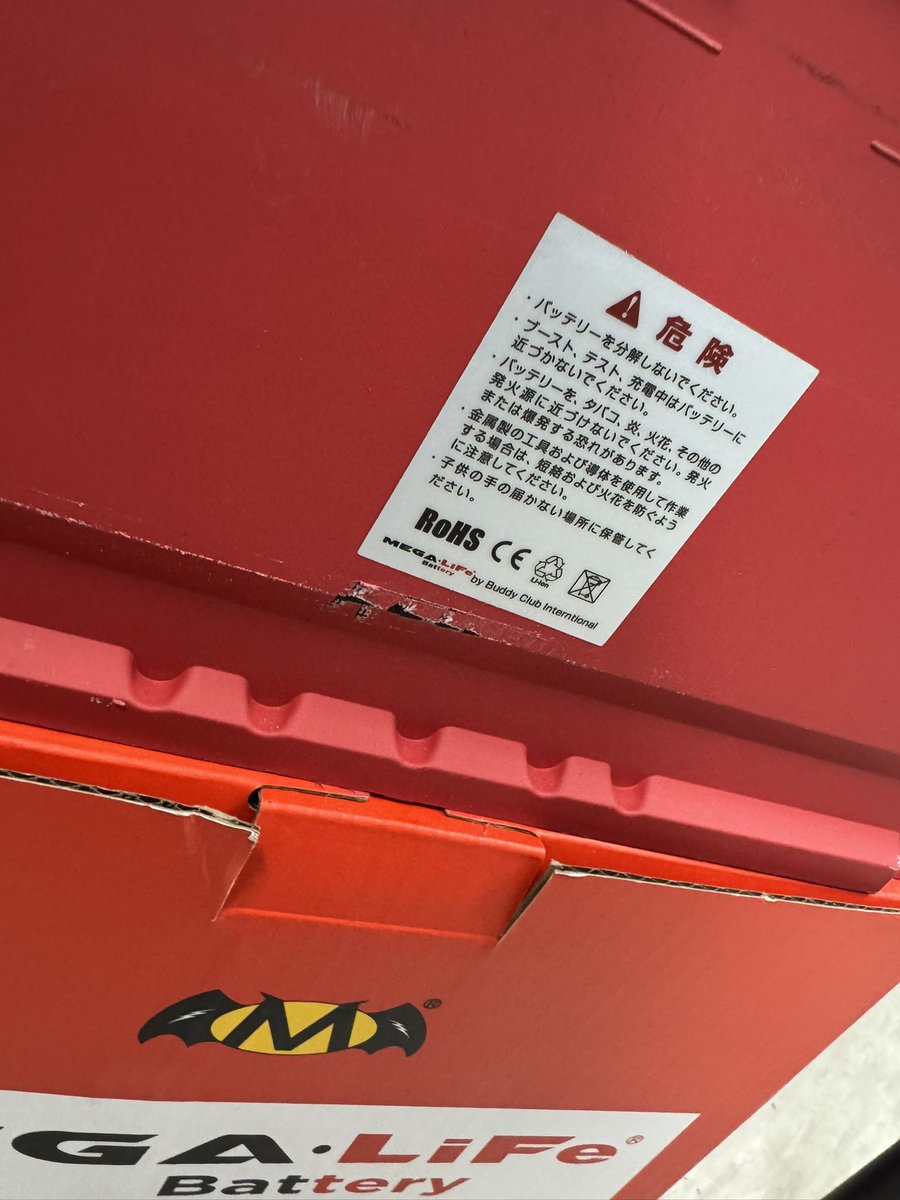 危険
・バッテリーを分解しないでください。
・ブースト、テスト、充電中はバッテリーに
近づかないでください。
・バッテリーを、タバコ、炎、火花、その他の
発火源に近づけないでください。発火
または爆発する恐れがあります。
・金属製の工具および導体を使用して作業
する場合は、短絡および火花を防ぐよう
に注意してください。
・子供の手の届かない場所に保管してく
ださい。
RoHS CE Li-ion
MEGA·LiFe
Battery by Buddy Club Interntional
M®
GA·LiFe®
Battery